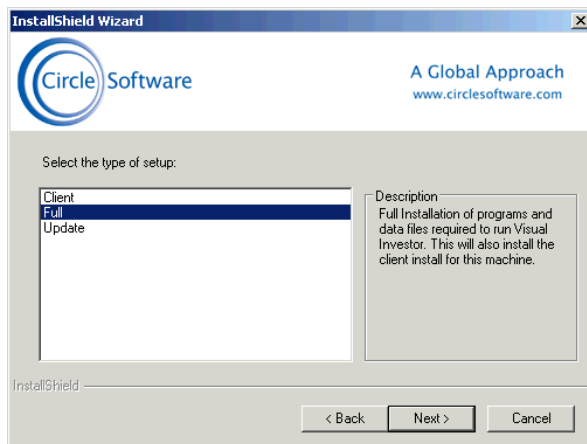 InstallShield Wizard
Circle Software
A Global Approach
www.circlesoftware.com
Select the type of setup:
Client
Full
Update
Description
Full Installation of programs and
data files required to run Visual
Investor. This will also install the
client install for this machine.
InstallShield
< Back
Next >
Cancel